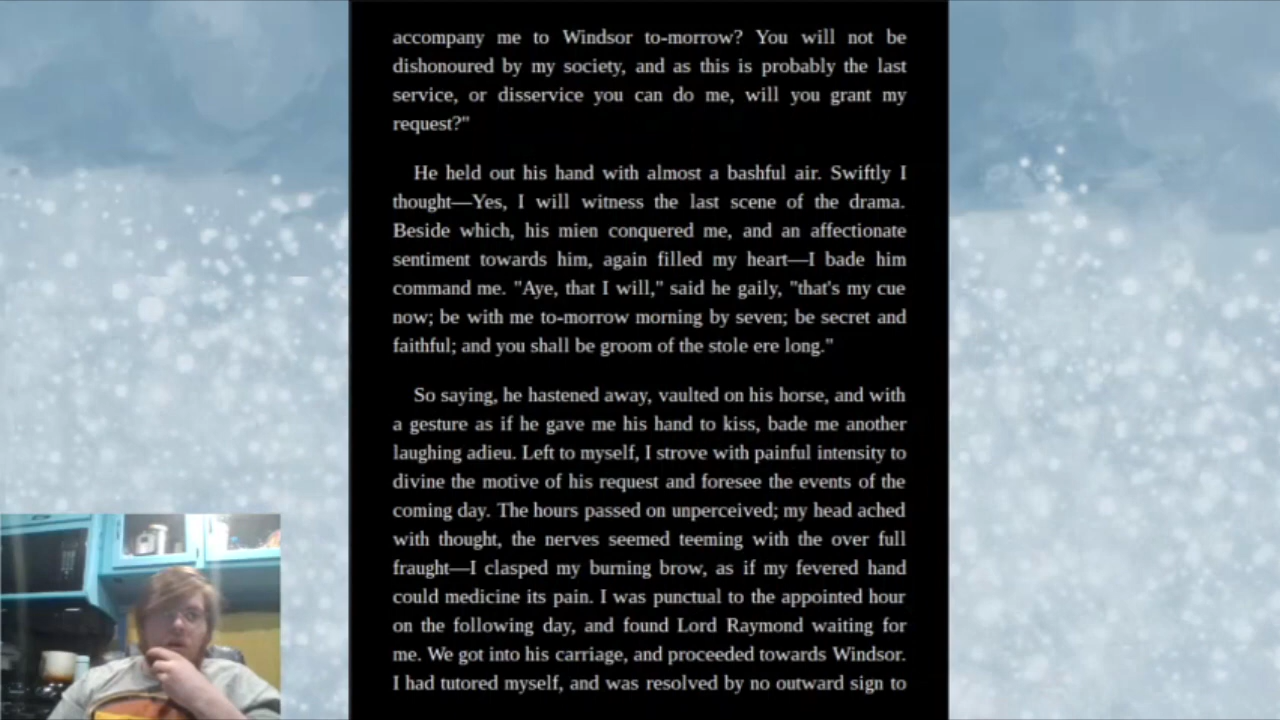 accompany me to Windsor to-morrow? You will not be
dishonoured by my society, and as this is probably the last
service, or disservice you can do me, will you grant my
request?"
He held out his hand with almost a bashful air. Swiftly I
thought—Yes, I will witness the last scene of the drama.
Beside which, his mien conquered me, and an affectionate
sentiment towards him, again filled my heart—I bade him
command me. "Aye, that I will," said he gaily, "that's my cue
now; be with me to-morrow morning by seven; be secret and
faithful; and you shall be groom of the stole ere long."
So saying, he hastened away, vaulted on his horse, and with
a gesture as if he gave me his hand to kiss, bade me another
laughing adieu. Left to myself, I strove with painful intensity to
divine the motive of his request and foresee the events of the
coming day. The hours passed on unperceived; my head ached
with thought, the nerves seemed teeming with the over full
fraught—I clasped my burning brow, as if my fevered hand
could medicine its pain. I was punctual to the appointed hour
on the following day, and found Lord Raymond waiting for
me. We got into his carriage, and proceeded towards Windsor.
I had tutored myself, and was resolved by no outward sign to